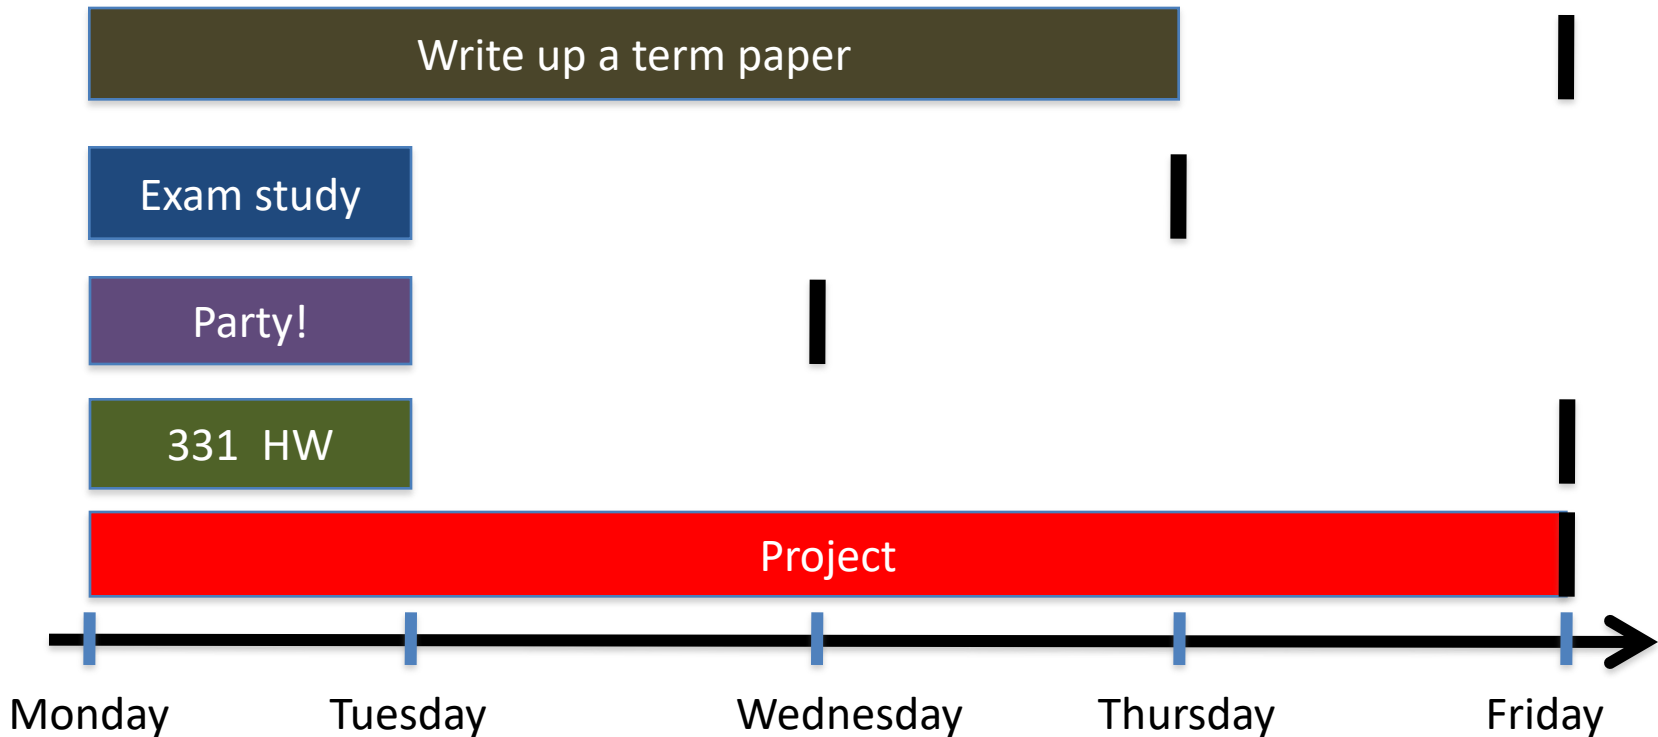 Write up a term paper
Exam study
Party!
331 HW
Project
Monday Tuesday Wednesday Thursday Friday